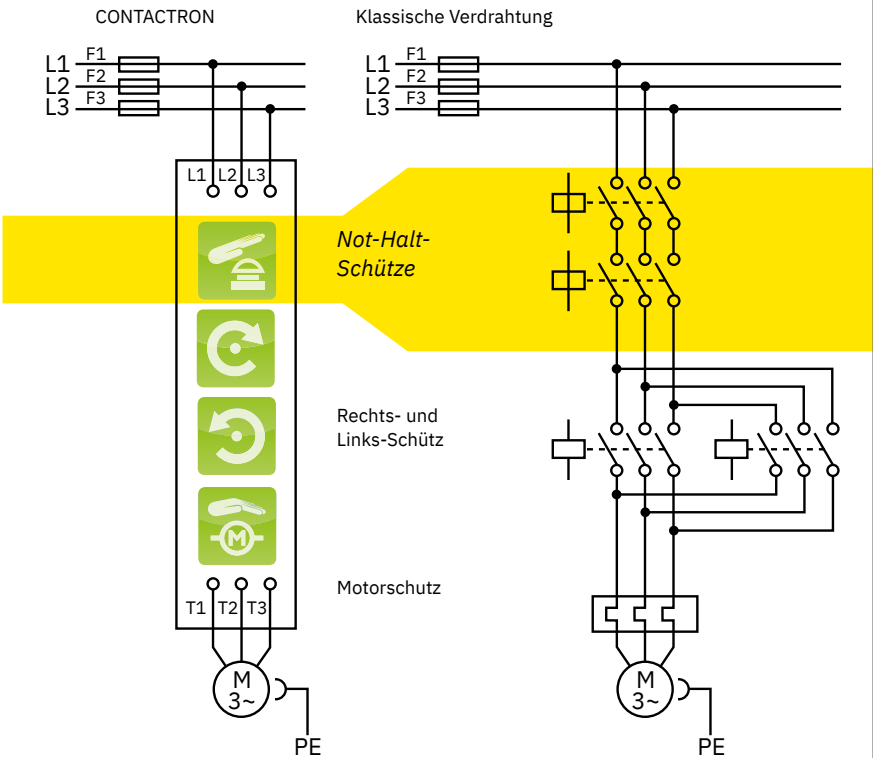 CONTACTRON
Klassische Verdrahtung
L1 F1
L2 F2
L3 F3
L1 F1
L2 F2
L3 F3
L1 L2 L3
Not-Halt-
Schütze
Rechts- und
Links-Schütz
M
Motorschutz
T1 T2 T3
M
3~
PE
M
3~
PE